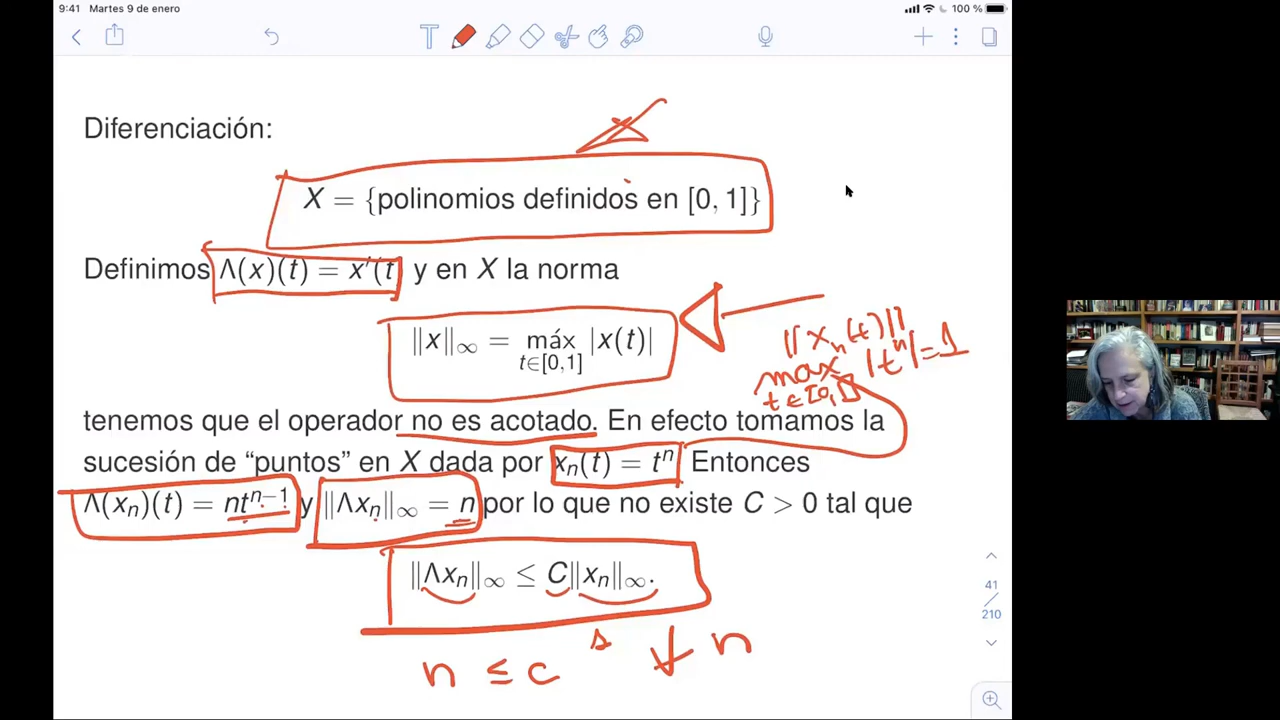 9:41 Martes 9 de enero 100 %
Diferenciación:
X = {polinomios definidos en [0, 1]}
Definimos Λ(x)(t) = x′(t) y en X la norma
‖x‖∞ = máx |x(t)|
t∈[0,1]
‖xn(t)‖
max |tⁿ| = 1
t ∈ [0,1]
tenemos que el operador no es acotado. En efecto tomamos la
sucesión de “puntos” en X dada por xn(t) = tⁿ Entonces
Λ(xn)(t) = ntⁿ⁻¹ y ‖Λxn‖∞ = n por lo que no existe C > 0 tal que
‖Λxn‖∞ ≤ C‖xn‖∞.
n ≤ c ∀ n
41
210